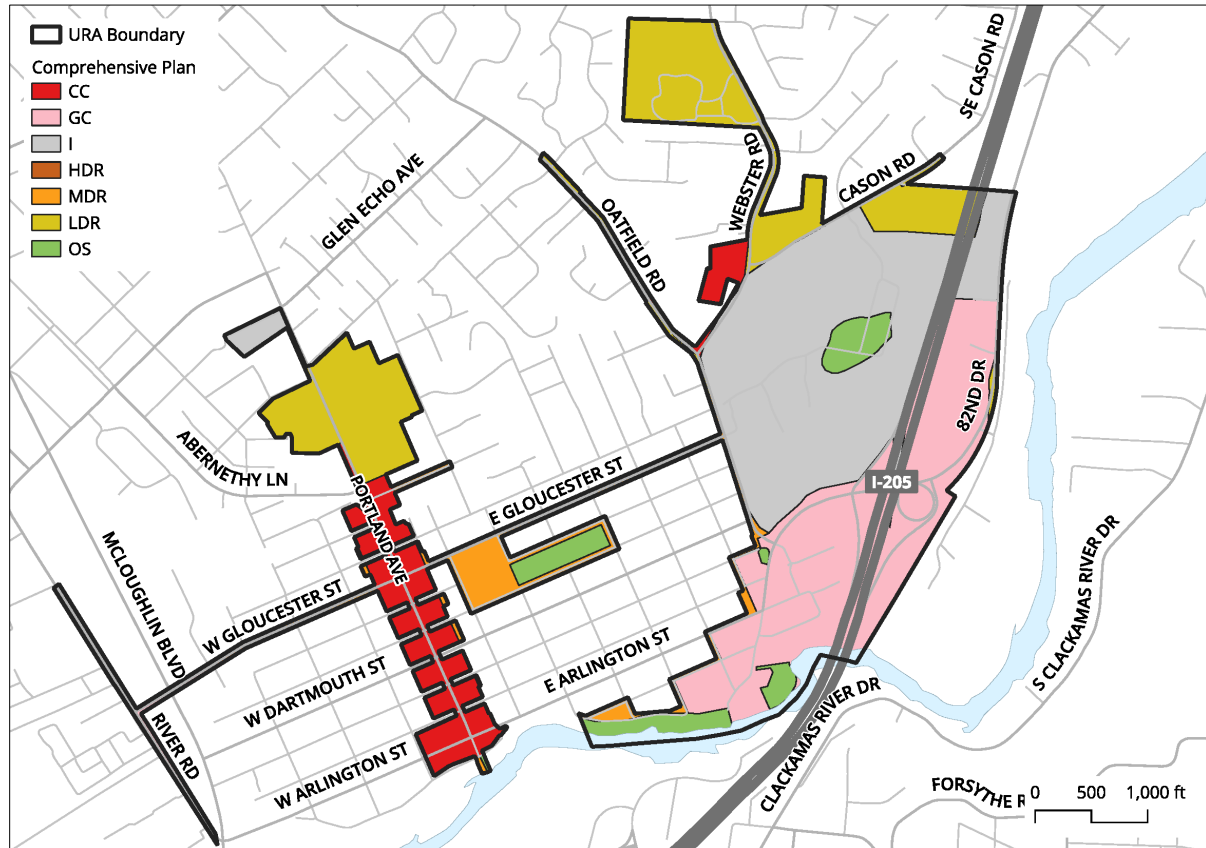 URA Boundary
Comprehensive Plan
CC
GC
I
HDR
MDR
LDR
OS
SE CASON RD
WEBSTER RD
CASON RD
GLEN ECHO AVE
OATFIELD RD
82ND DR
ABERNETHY LN
PORTLAND AVE
E GLOUCESTER ST
I-205
MCLOUGHLIN BLVD
W GLOUCESTER ST
S CLACKAMAS RIVER DR
E ARLINGTON ST
W DARTMOUTH ST
RIVER RD
CLACKAMAS RIVER DR
W ARLINGTON ST
FORSYTHE R
0 500 1,000 ft